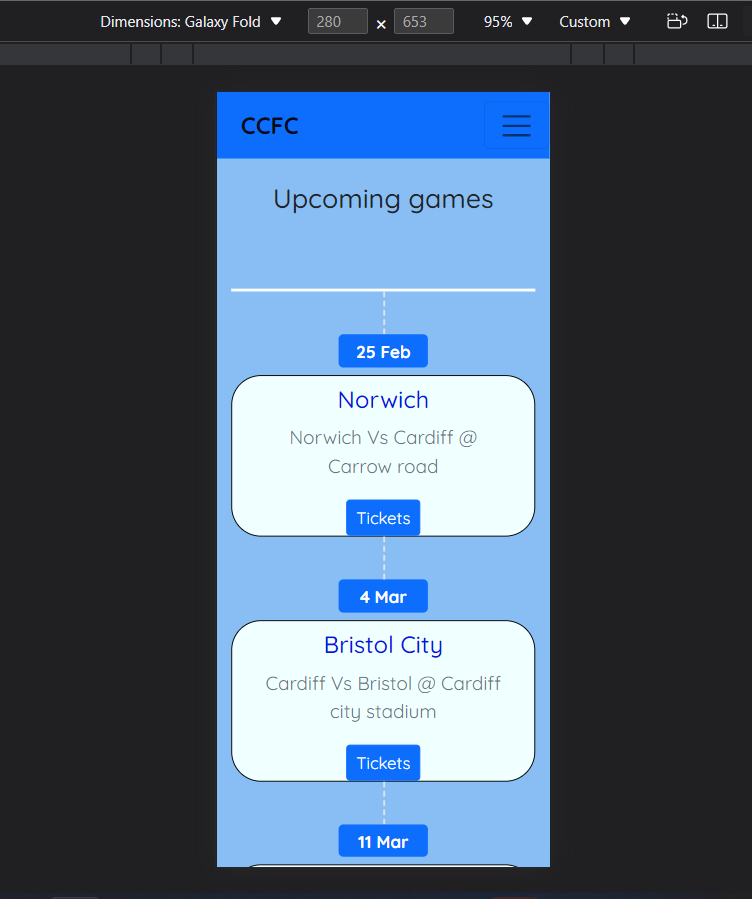 Dimensions: Galaxy Fold 280 × 653 95% Custom
CCFC
Upcoming games
25 Feb
Norwich
Norwich Vs Cardiff @
Carrow road
Tickets
4 Mar
Bristol City
Cardiff Vs Bristol @ Cardiff
city stadium
Tickets
11 Mar